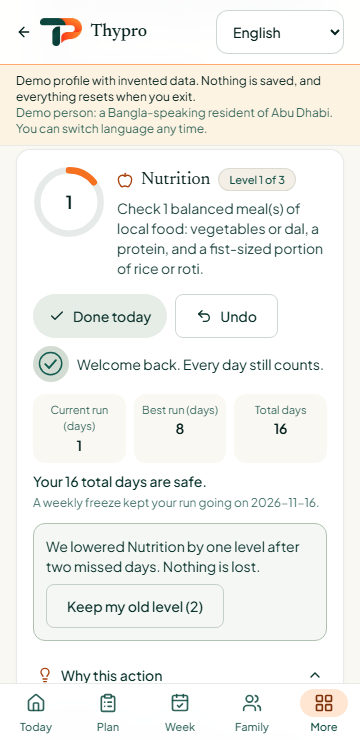 Thypro
English
Demo profile with invented data. Nothing is saved, and
everything resets when you exit.
Demo person: a Bangla-speaking resident of Abu Dhabi.
You can switch language any time.
1
Nutrition
Level 1 of 3
Check 1 balanced meal(s) of
local food: vegetables or dal, a
protein, and a fist-sized portion
of rice or roti.
Done today
Undo
Welcome back. Every day still counts.
Current run
(days)
1
Best run (days)
8
Total days
16
Your 16 total days are safe.
A weekly freeze kept your run going on 2026-11-16.
We lowered Nutrition by one level after
two missed days. Nothing is lost.
Keep my old level (2)
Why this action
Today
Plan
Week
Family
More